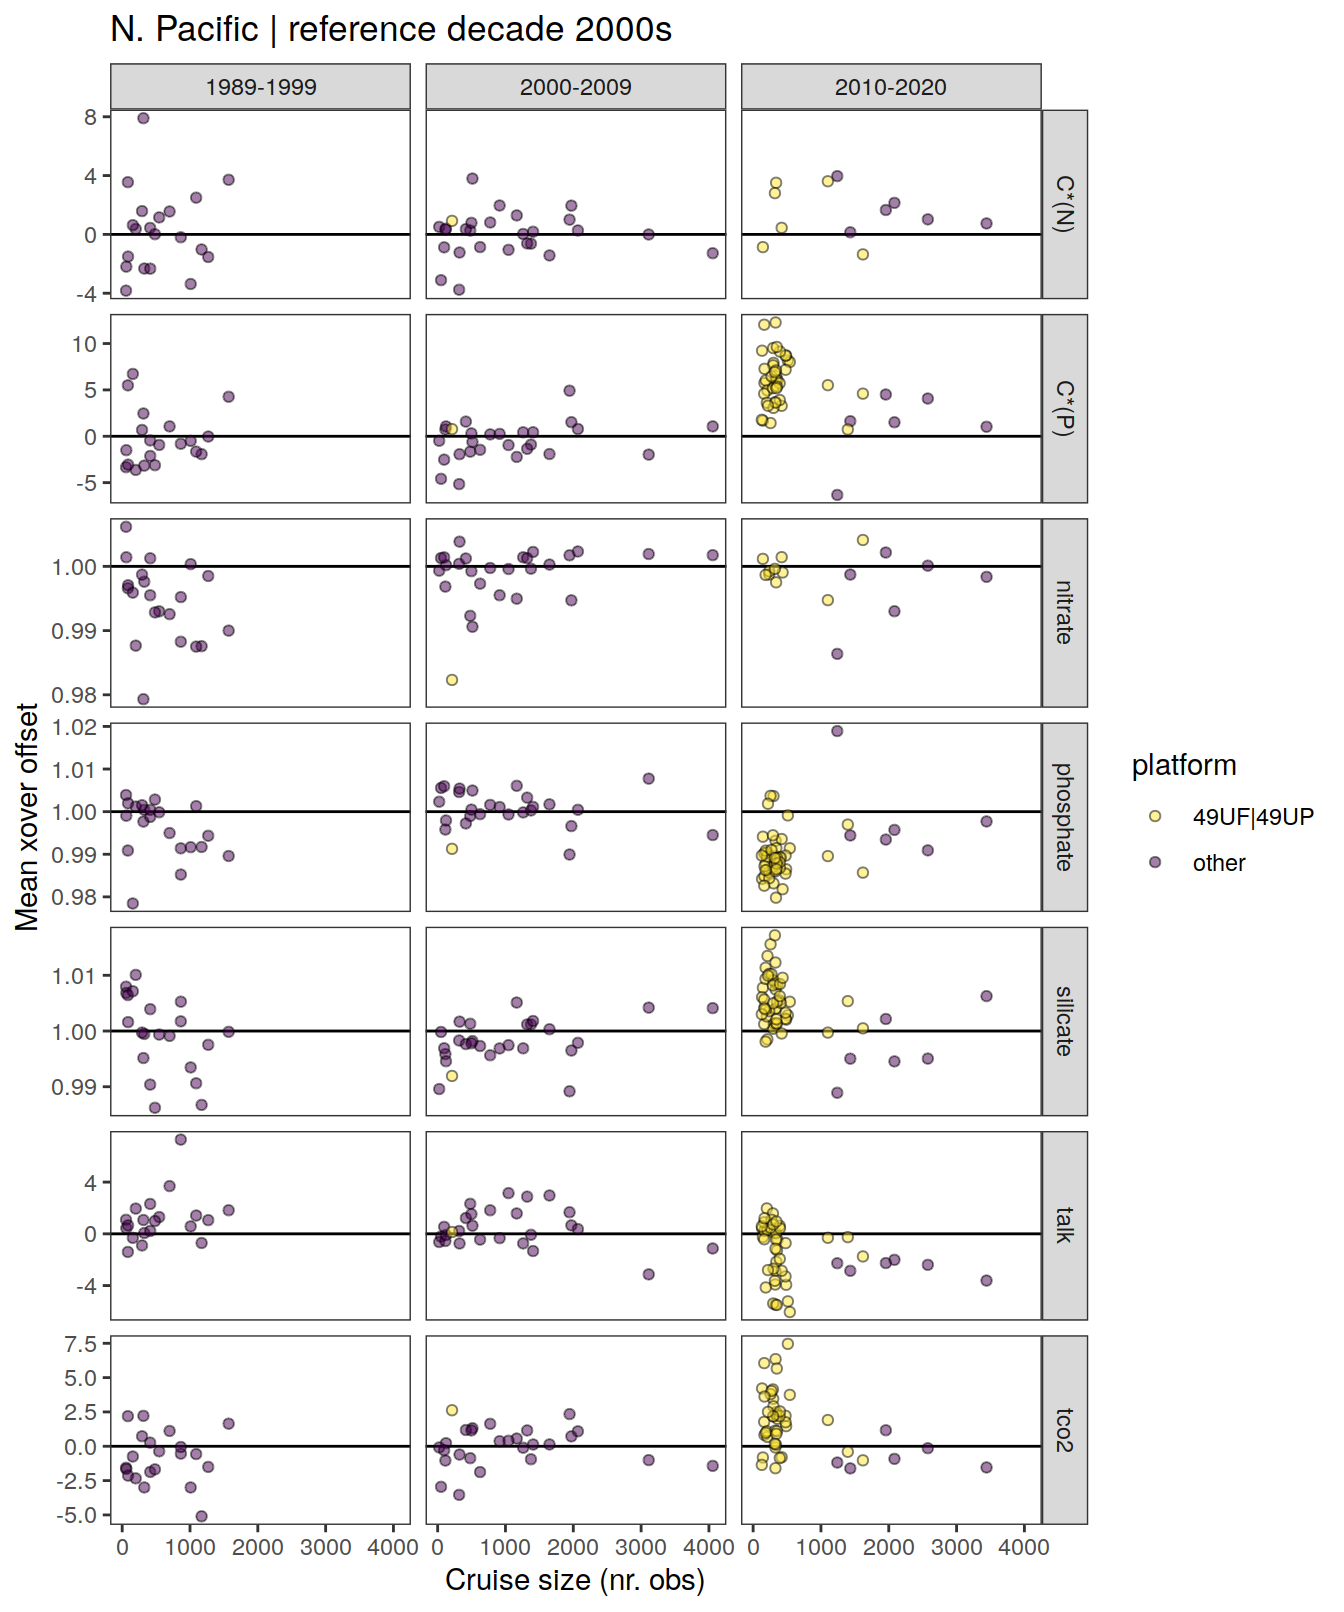 N. Pacific | reference decade 2000s
1989-1999 2000-2009 2010-2020
8
4
0
-4
C*(N)
10
5
0
-5
C*(P)
1.00
0.99
0.98
nitrate
1.02
1.01
1.00
0.99
0.98
phosphate
1.01
1.00
0.99
silicate
4
0
-4
talk
7.5
5.0
2.5
0.0
-2.5
-5.0
tco2
0 1000 2000 3000 4000 0 1000 2000 3000 4000 0 1000 2000 3000 4000
Cruise size (nr. obs)
Mean xover offset
platform
49UF|49UP
other